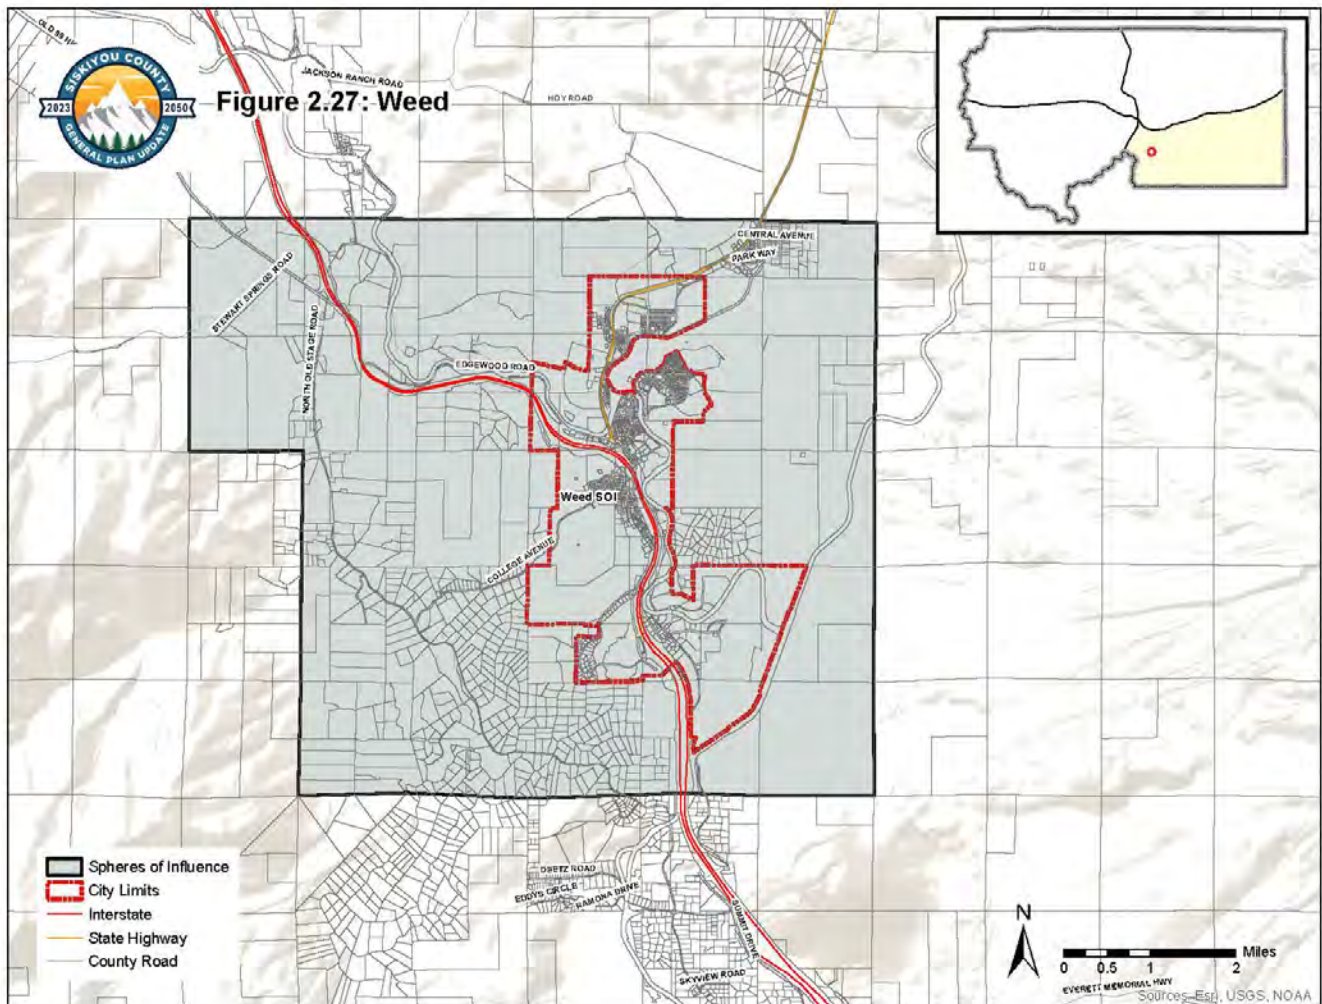 OLD 99 H
SISKIYOU COUNTY
2023
2050
GENERAL PLAN UPDATE
JACKSON RANCH ROAD
Figure 2.27: Weed
HOY ROAD
CENTRAL AVENUE
PARK WAY
STEWART SPRINGS ROAD
NORTH OLD STAGE ROAD
EDGEWOOD ROAD
Weed SOI
COLLEGE AVENUE
DEETZ ROAD
EDDYS CIRCLE
RAMONA DRIVE
SUMMIT DRIVE
SKYVIEW ROAD
EVERETT MEMORIAL HWY
Spheres of Influence
City Limits
Interstate
State Highway
County Road
N
Miles
0 0.5 1 2
Sources: Esri, USGS, NOAA